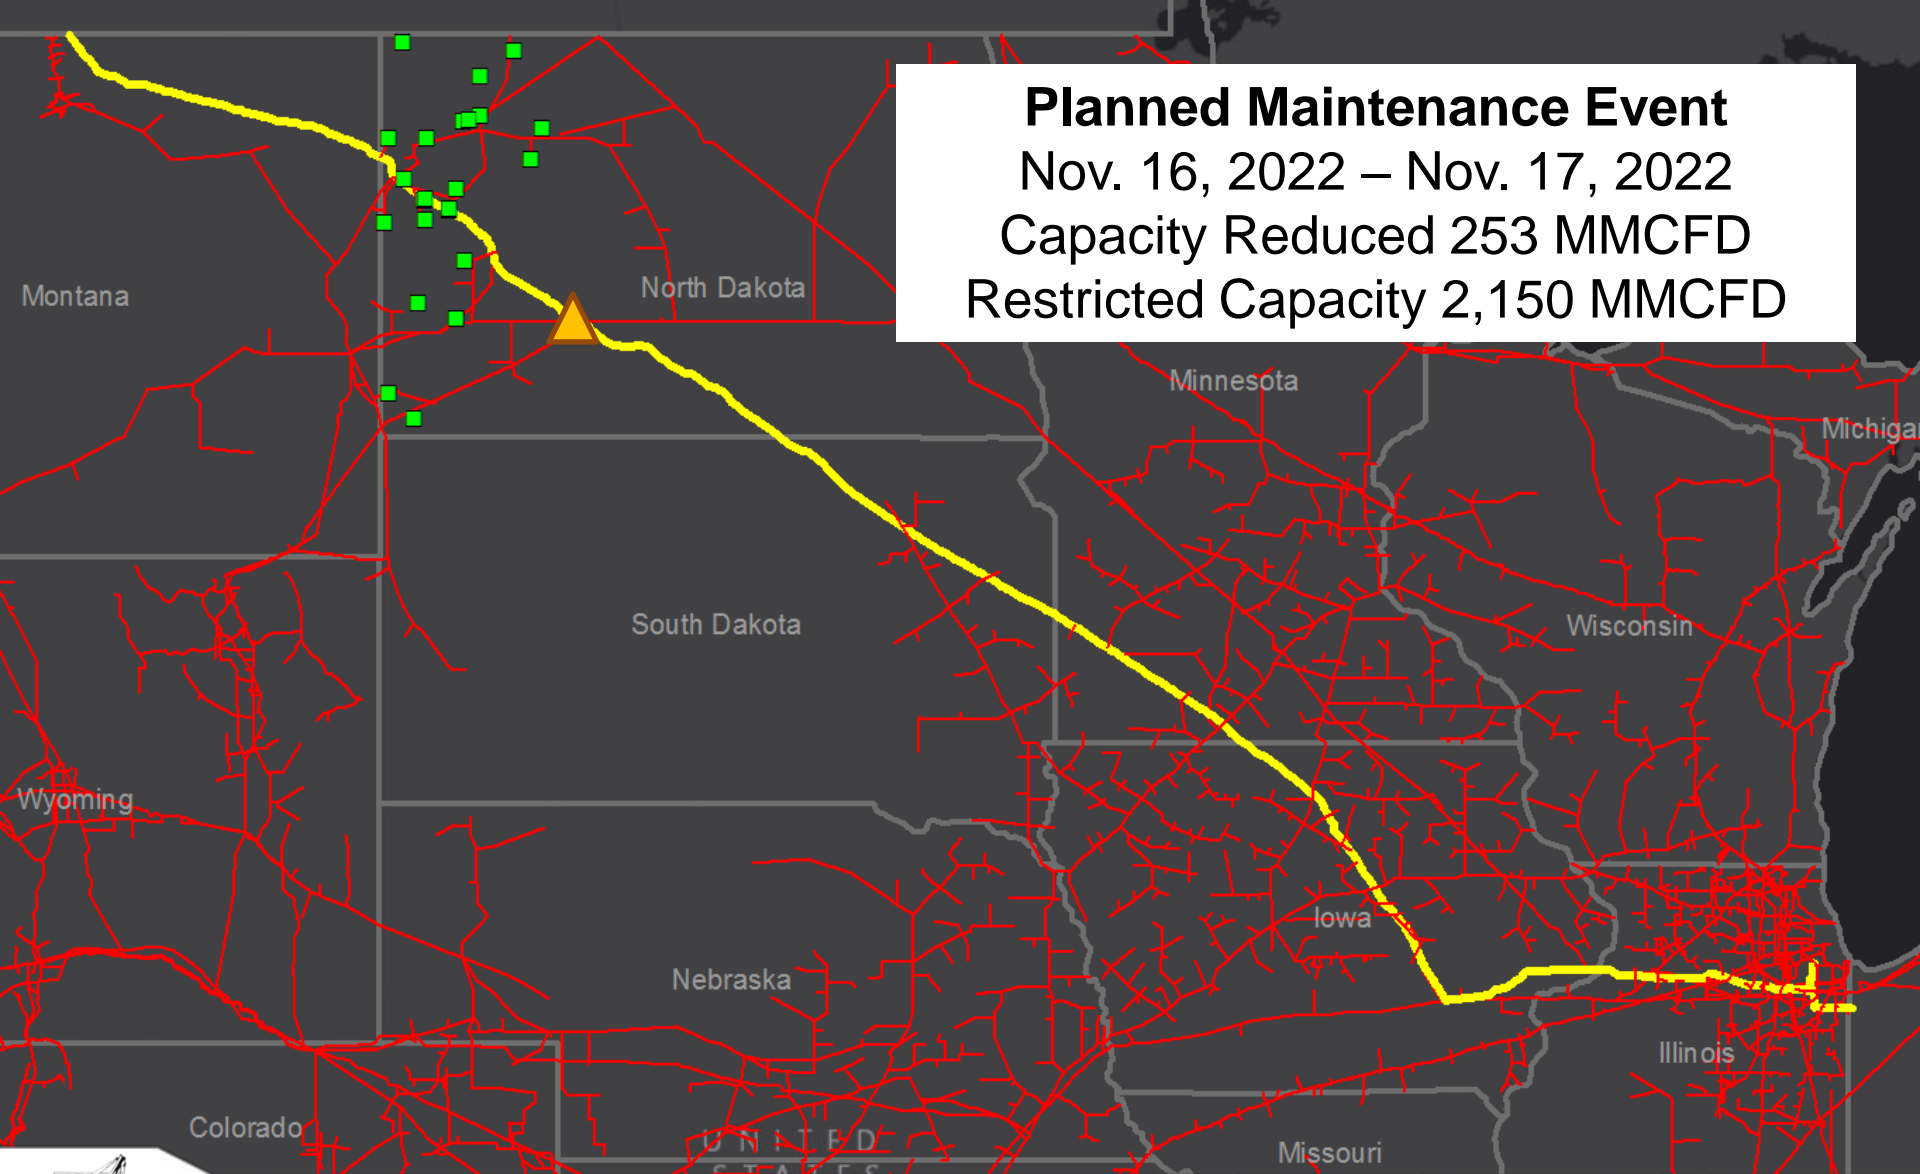 Planned Maintenance Event
Nov. 16, 2022 – Nov. 17, 2022
Capacity Reduced 253 MMCFD
Restricted Capacity 2,150 MMCFD
Montana
North Dakota
Minnesota
Michigan
South Dakota
Wisconsin
Wyoming
Iowa
Nebraska
Illinois
Colorado
UNITED
STATES
Missouri